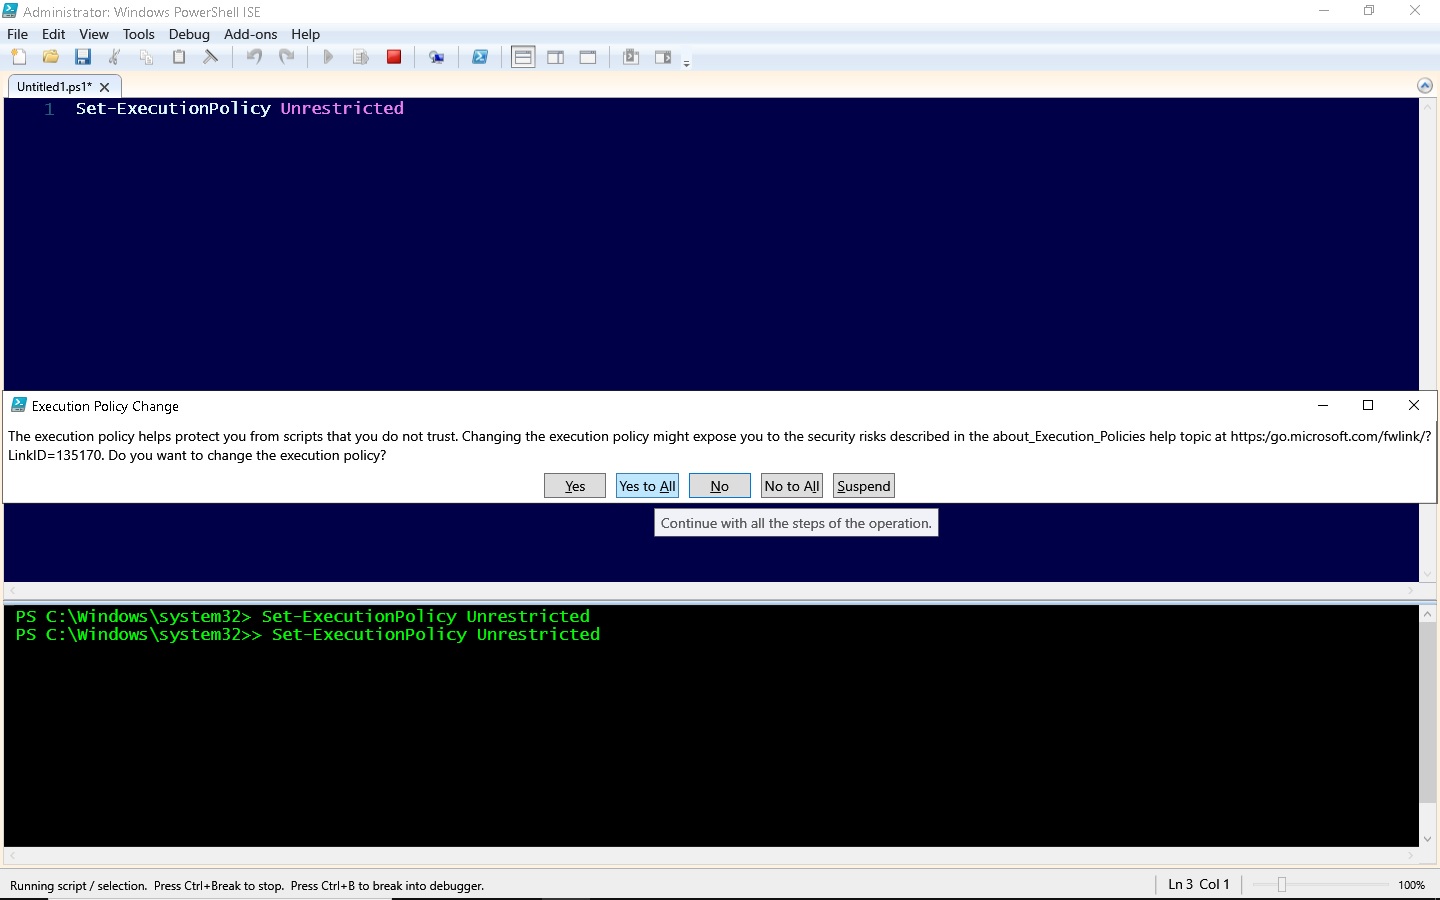 Administrator: Windows PowerShell ISE
File Edit View Tools Debug Add-ons Help
Untitled1.ps1*
1 Set-ExecutionPolicy Unrestricted
Execution Policy Change
The execution policy helps protect you from scripts that you do not trust. Changing the execution policy might expose you to the security risks described in the about_Execution_Policies help topic at https:/go.microsoft.com/fwlink/?
LinkID=135170. Do you want to change the execution policy?
Yes Yes to All No No to All Suspend
Continue with all the steps of the operation.
PS C:\Windows\system32> Set-ExecutionPolicy Unrestricted
PS C:\Windows\system32>> Set-ExecutionPolicy Unrestricted
Running script / selection. Press Ctrl+Break to stop. Press Ctrl+B to break into debugger.
Ln 3 Col 1
100%